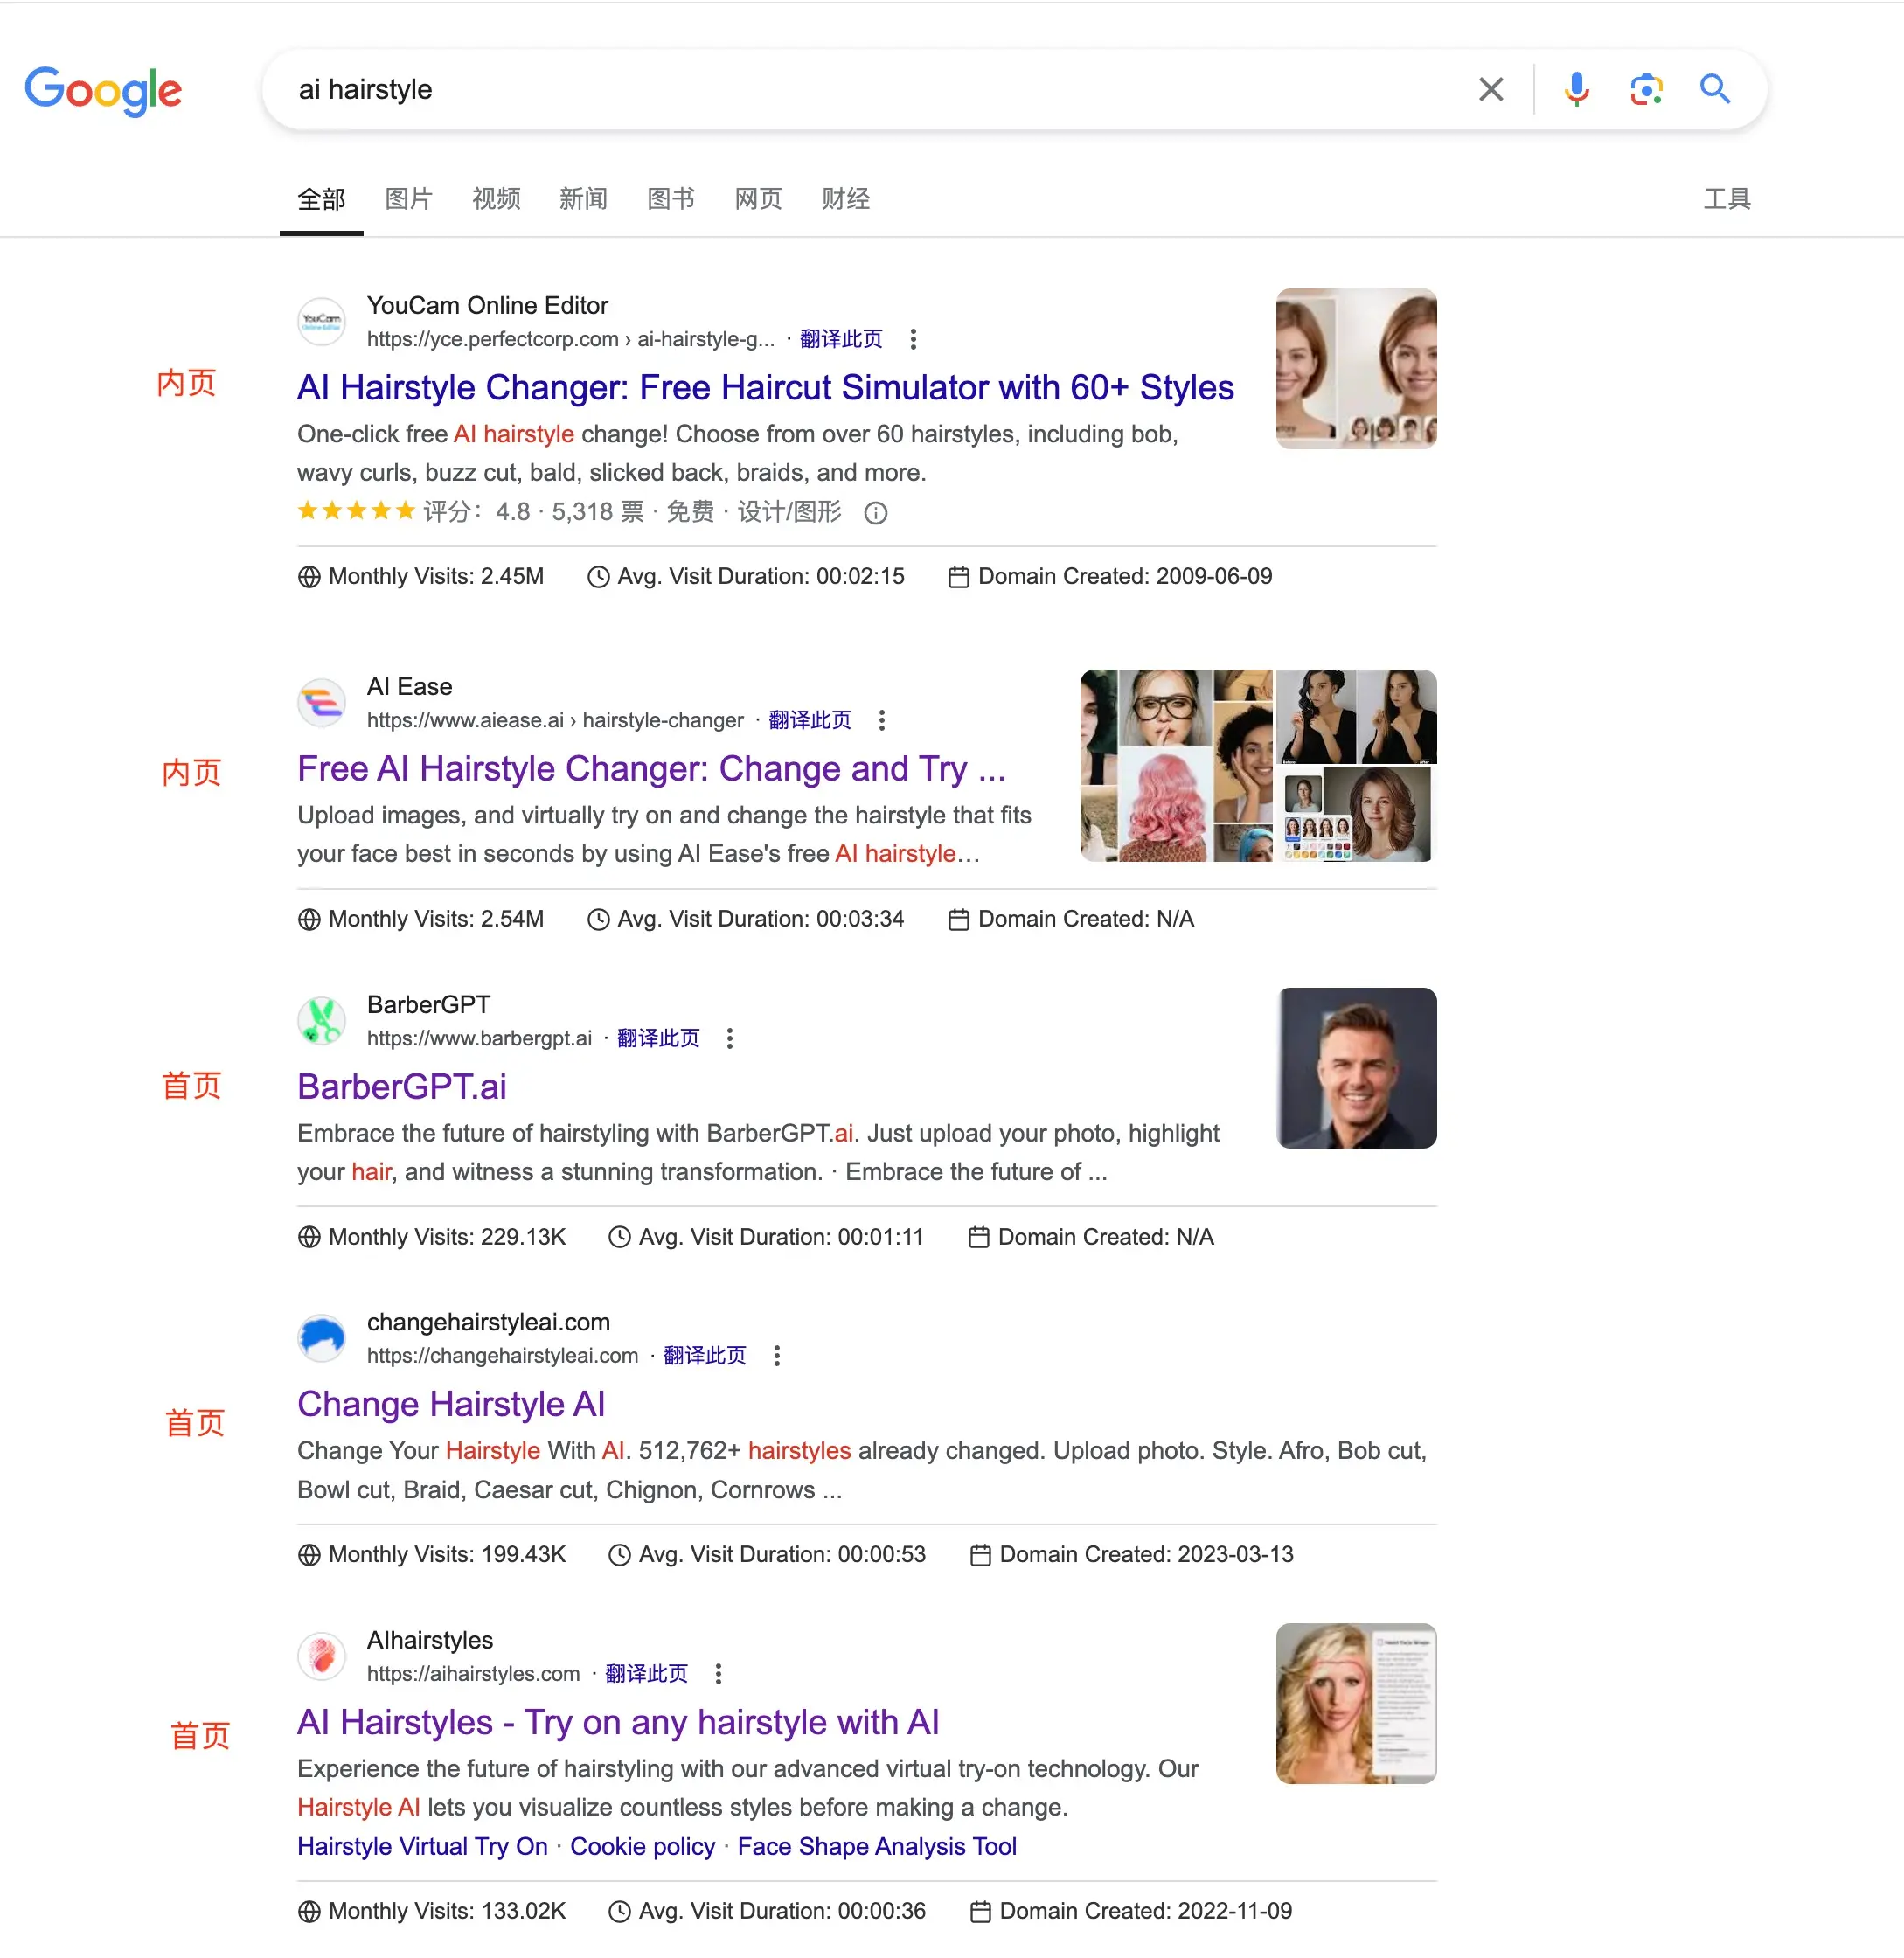 Google
ai hairstyle
全部 图片 视频 新闻 图书 网页 财经 工具
YouCam Online Editor
YouCam Online Editor
https://yce.perfectcorp.com › ai-hairstyle-g... · 翻译此页
内页
AI Hairstyle Changer: Free Haircut Simulator with 60+ Styles
One-click free AI hairstyle change! Choose from over 60 hairstyles, including bob,
wavy curls, buzz cut, bald, slicked back, braids, and more.
评分：4.8 · 5,318 票 · 免费 · 设计/图形
Monthly Visits: 2.45M Avg. Visit Duration: 00:02:15 Domain Created: 2009-06-09
AI Ease
https://www.aiease.ai › hairstyle-changer · 翻译此页
内页
Free AI Hairstyle Changer: Change and Try ...
Upload images, and virtually try on and change the hairstyle that fits
your face best in seconds by using AI Ease's free AI hairstyle...
Monthly Visits: 2.54M Avg. Visit Duration: 00:03:34 Domain Created: N/A
BarberGPT
https://www.barbergpt.ai · 翻译此页
首页
BarberGPT.ai
Embrace the future of hairstyling with BarberGPT.ai. Just upload your photo, highlight
your hair, and witness a stunning transformation. · Embrace the future of ...
Monthly Visits: 229.13K Avg. Visit Duration: 00:01:11 Domain Created: N/A
changehairstyleai.com
https://changehairstyleai.com · 翻译此页
首页
Change Hairstyle AI
Change Your Hairstyle With AI. 512,762+ hairstyles already changed. Upload photo. Style. Afro, Bob cut,
Bowl cut, Braid, Caesar cut, Chignon, Cornrows ...
Monthly Visits: 199.43K Avg. Visit Duration: 00:00:53 Domain Created: 2023-03-13
AIhairstyles
https://aihairstyles.com · 翻译此页
首页
AI Hairstyles - Try on any hairstyle with AI
Experience the future of hairstyling with our advanced virtual try-on technology. Our
Hairstyle AI lets you visualize countless styles before making a change.
Hairstyle Virtual Try On · Cookie policy · Face Shape Analysis Tool
Monthly Visits: 133.02K Avg. Visit Duration: 00:00:36 Domain Created: 2022-11-09